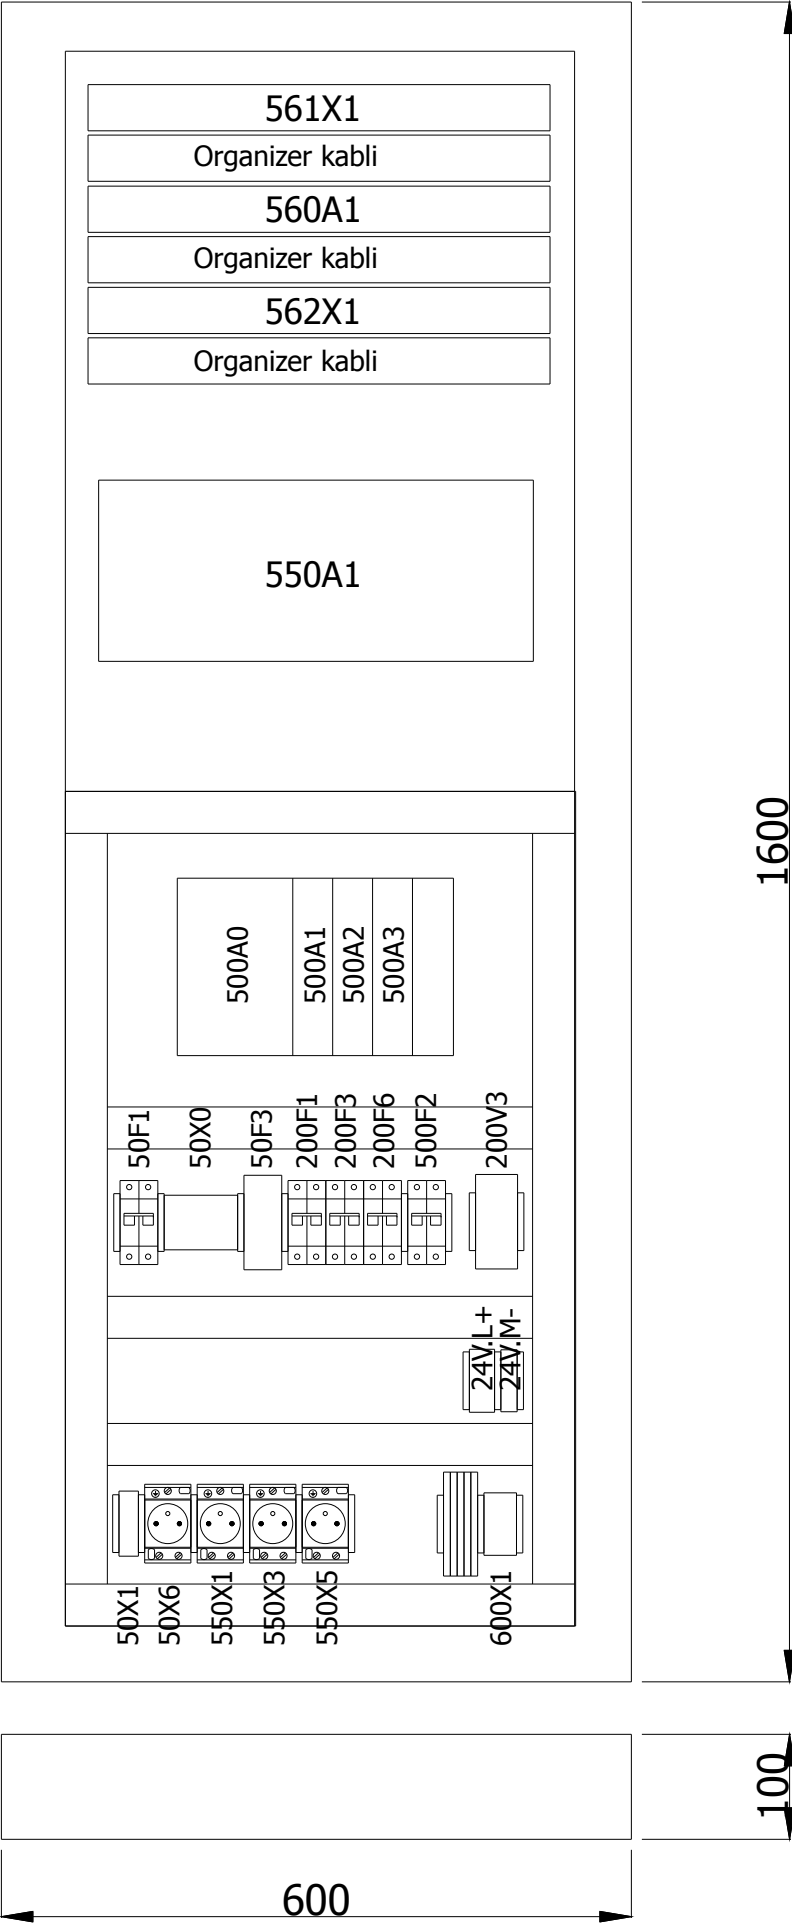 561X1
Organizer kabli
560A1
Organizer kabli
562X1
Organizer kabli
550A1
1600
500A0
500A1
500A2
500A3
50F1
50X0
50F3
200F1
200F3
200F6
500F2
200V3
24V.L+
24V.M-
50X1
50X6
550X1
550X3
550X5
600X1
100
600